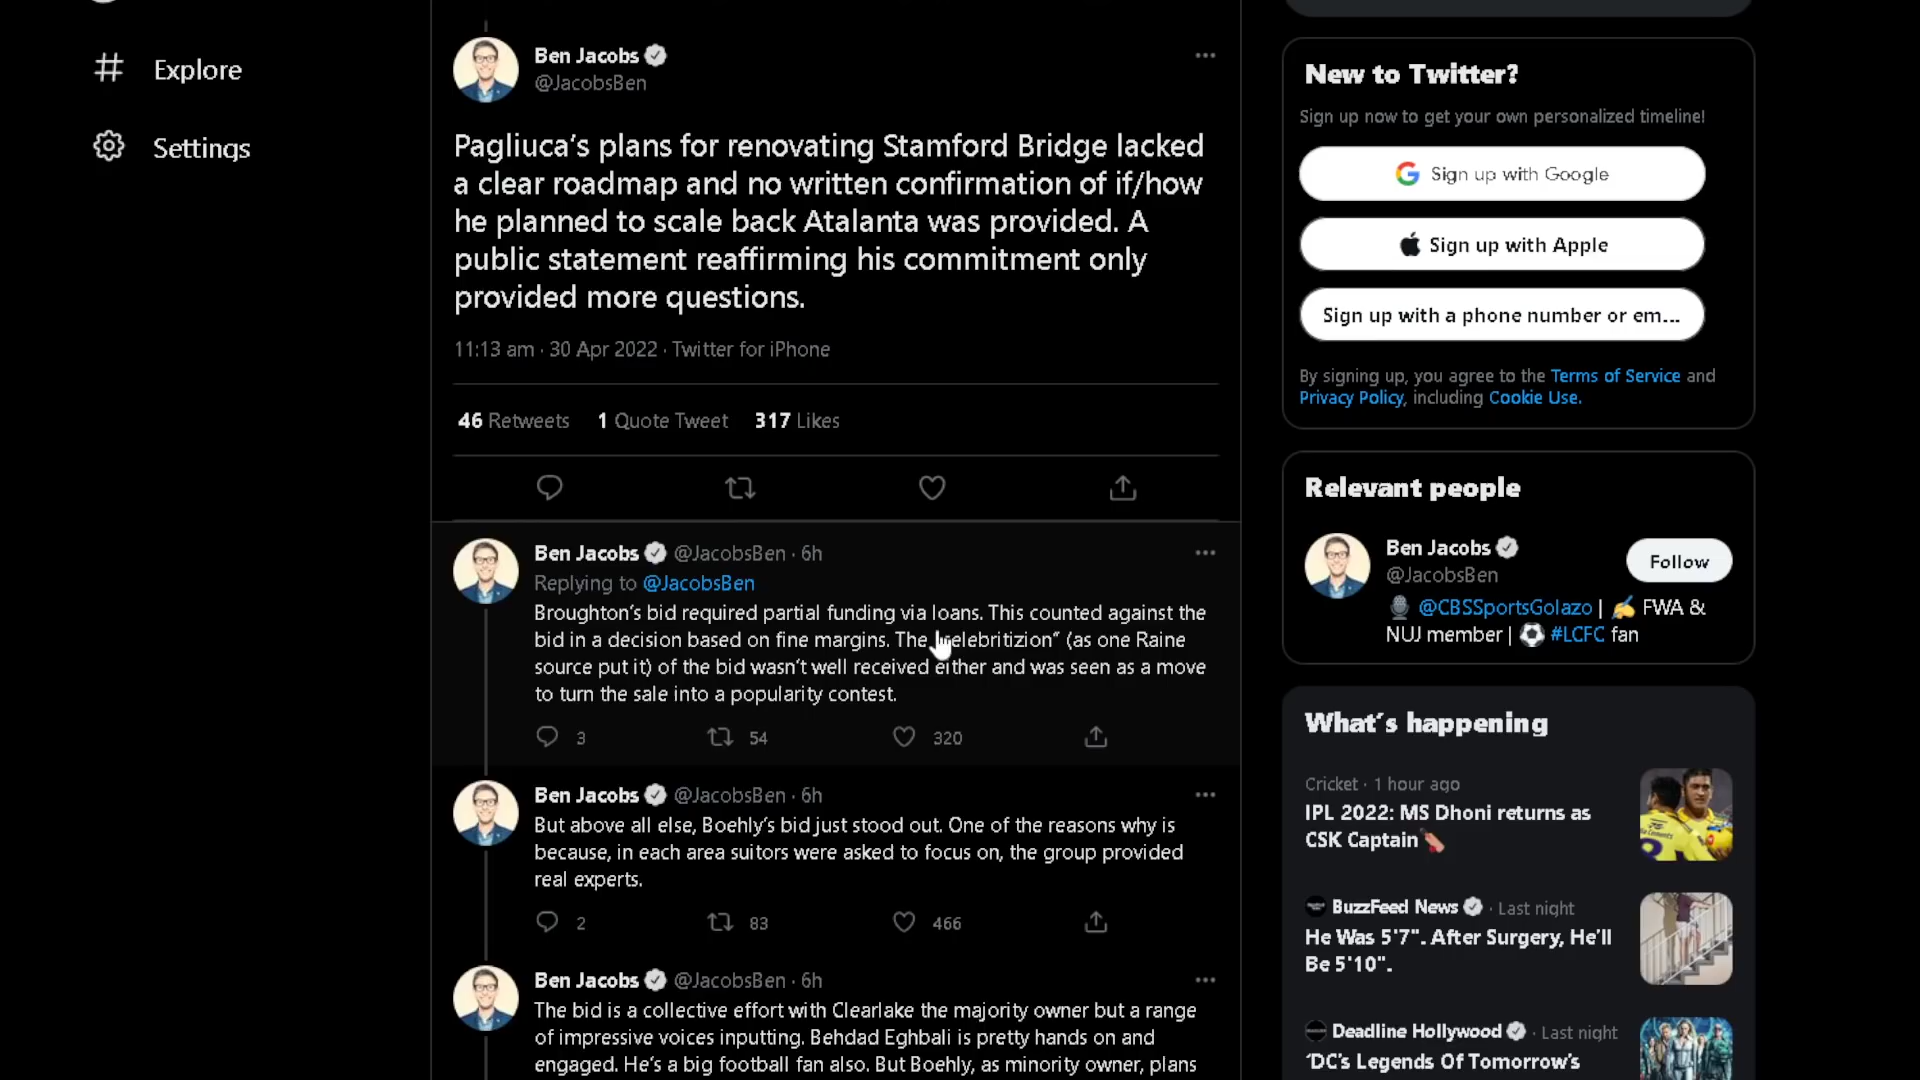 Explore
Settings
Ben Jacobs
@JacobsBen
Pagliuca's plans for renovating Stamford Bridge lacked
a clear roadmap and no written confirmation of if/how
he planned to scale back Atalanta was provided. A
public statement reaffirming his commitment only
provided more questions.
11:13 am · 30 Apr 2022 · Twitter for iPhone
46 Retweets 1 Quote Tweet 317 Likes
Ben Jacobs @JacobsBen · 6h
Replying to @JacobsBen
Broughton's bid required partial funding via loans. This counted against the
bid in a decision based on fine margins. The (as one Raine
source put it) of the bid wasn't well received either and was seen as a move
to turn the sale into a popularity contest.
3 54 320
Ben Jacobs @JacobsBen · 6h
But above all else, Boehly's bid just stood out. One of the reasons why is
because, in each area suitors were asked to focus on, the group provided
real experts.
2 83 466
Ben Jacobs @JacobsBen · 6h
The bid is a collective effort with Clearlake the majority owner but a range
of impressive voices inputting. Behdad Eghbali is pretty hands on and
engaged. He's a big football fan also. But Boehly, as minority owner, plans
New to Twitter?
Sign up now to get your own personalized timeline!
Sign up with Google
Sign up with Apple
Sign up with a phone number or em...
By signing up, you agree to the Terms of Service and
Privacy Policy, including Cookie Use.
Relevant people
Ben Jacobs
@JacobsBen
Follow
@CBSSportsGolazo | FWA &
NUJ member | #LCFC fan
What's happening
Cricket · 1 hour ago
IPL 2022: MS Dhoni returns as
CSK Captain
BuzzFeed News · Last night
He Was 5'7". After Surgery, He'll
Be 5'10".
Deadline Hollywood · Last night
'DC's Legends Of Tomorrow's